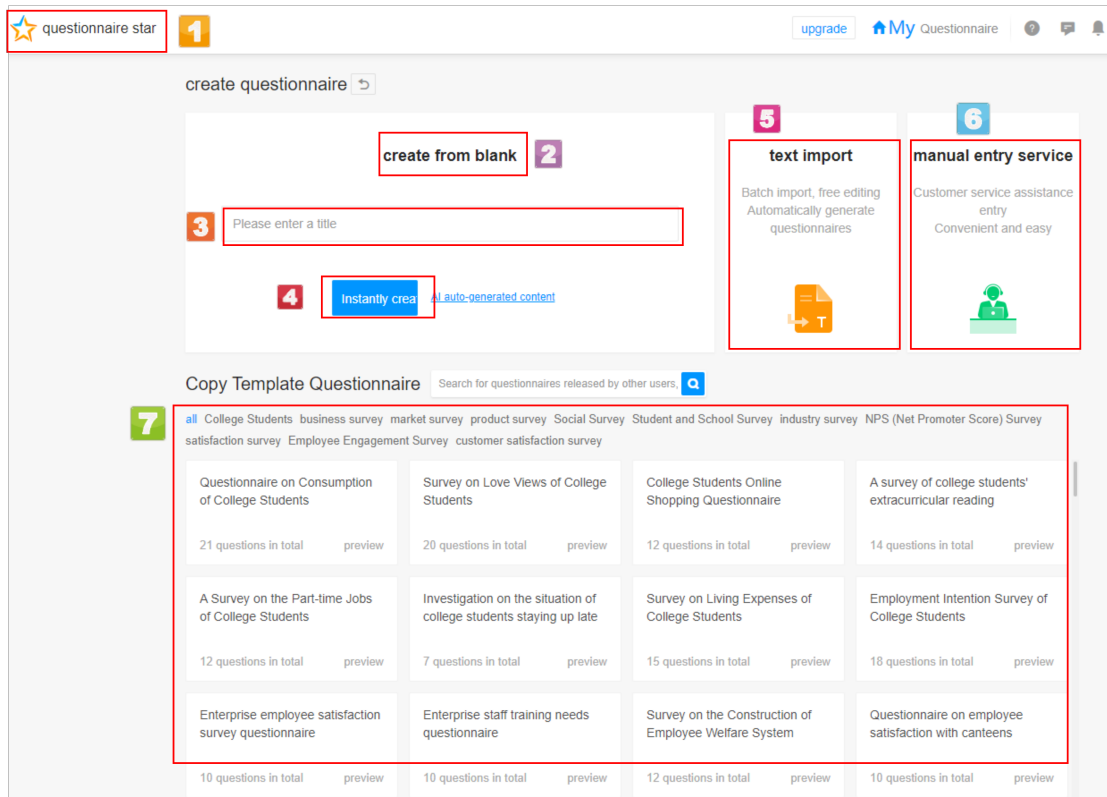 questionnaire star
1
upgrade
My Questionnaire
?
create questionnaire
5
6
create from blank
2
text import
manual entry service
Batch import, free editing
Automatically generate
questionnaires
Customer service assistance
entry
Convenient and easy
3
Please enter a title
4
Instantly crea
AI auto-generated content
T
Copy Template Questionnaire
Search for questionnaires released by other users,
7
all College Students business survey market survey product survey Social Survey Student and School Survey industry survey NPS (Net Promoter Score) Survey
satisfaction survey Employee Engagement Survey customer satisfaction survey
Questionnaire on Consumption
of College Students
21 questions in total preview
Survey on Love Views of College
Students
20 questions in total preview
College Students Online
Shopping Questionnaire
12 questions in total preview
A survey of college students'
extracurricular reading
14 questions in total preview
A Survey on the Part-time Jobs
of College Students
12 questions in total preview
Investigation on the situation of
college students staying up late
7 questions in total preview
Survey on Living Expenses of
College Students
15 questions in total preview
Employment Intention Survey of
College Students
18 questions in total preview
Enterprise employee satisfaction
survey questionnaire
10 questions in total preview
Enterprise staff training needs
questionnaire
10 questions in total preview
Survey on the Construction of
Employee Welfare System
12 questions in total preview
Questionnaire on employee
satisfaction with canteens
10 questions in total preview